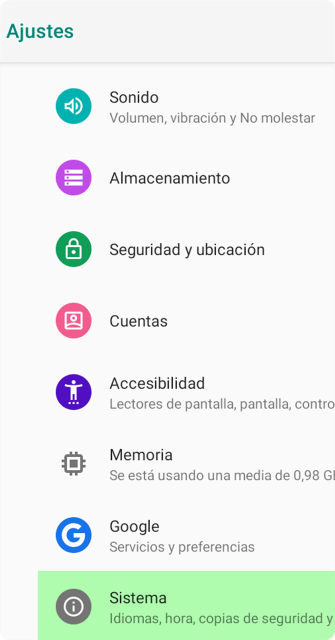 Ajustes
Sonido
Volumen, vibración y No molestar
Almacenamiento
Seguridad y ubicación
Cuentas
Accesibilidad
Lectores de pantalla, pantalla, contro
Memoria
Se está usando una media de 0,98 G
Google
Servicios y preferencias
Sistema
Idiomas, hora, copias de seguridad y